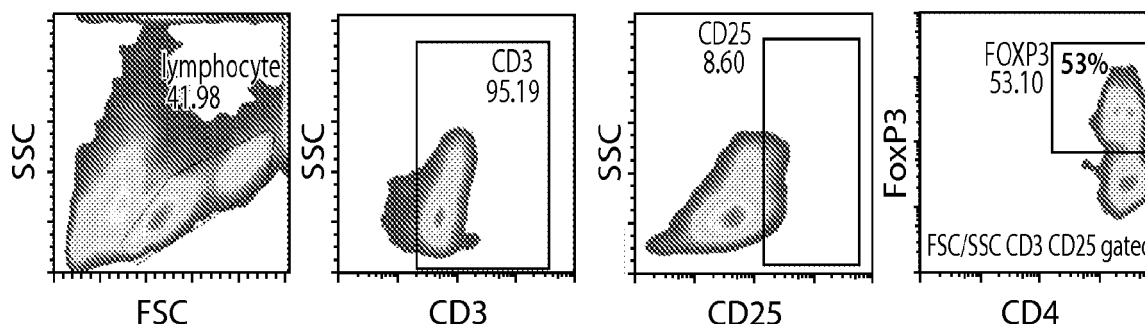 SSC
lymphocyte
41.98
FSC
SSC
CD3
95.19
CD3
SSC
CD25
8.60
CD25
FoxP3
FOXP3
53.10
53%
FSC/SSC CD3 CD25 gated
CD4